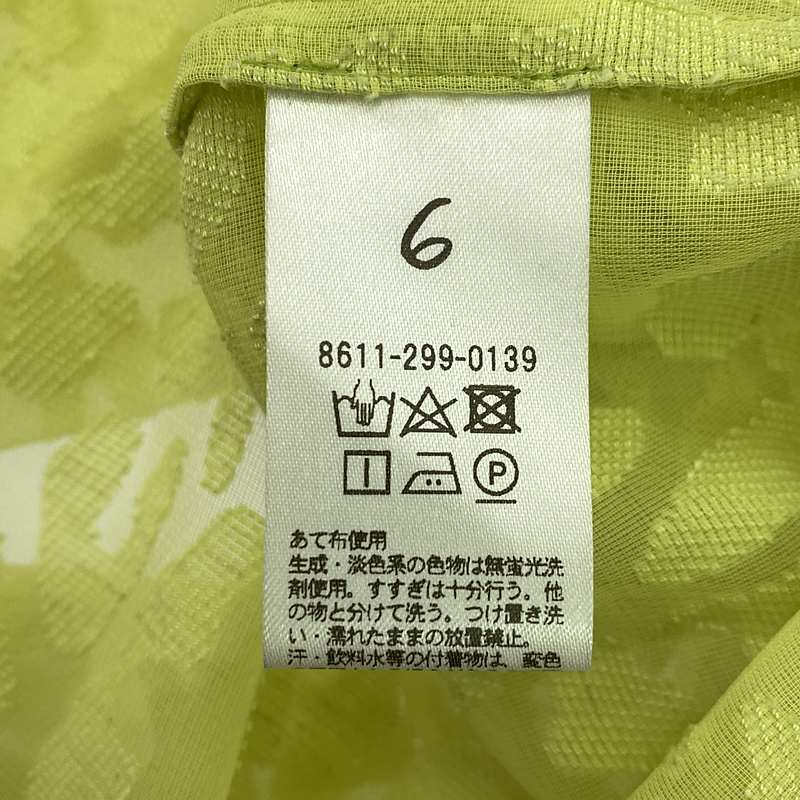 6
8611-299-0139
P
あて布使用
生成・淡色系の色物は無蛍光洗
剤使用。すすぎは十分行う。他
の物と分けて洗う。つけ置き洗
い・濡れたままの放置禁止。
汗・飲料水等の付着物は、変色